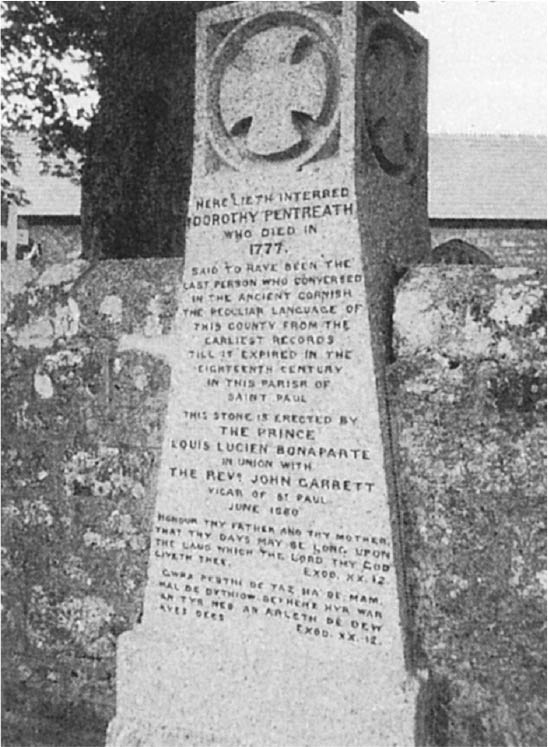 HERE LIETH INTERRED
DOROTHY PENTREATH
WHO DIED IN
1777.
SAID TO HAVE BEEN THE
LAST PERSON WHO CONVERSED
IN THE ANCIENT CORNISH
THE PECULIAR LANGUAGE OF
THIS COUNTY FROM THE
EARLIEST RECORDS
TILL IT EXPIRED IN THE
EIGHTEENTH CENTURY
IN THIS PARISH OF
SAINT PAUL
THIS STONE IS ERECTED BY
THE PRINCE
LOUIS LUCIEN BONAPARTE
IN UNION WITH
THE REVD JOHN GARRETT
VICAR OF ST PAUL
JUNE 1860
HONOUR THY FATHER AND THY MOTHER,
THAT THY DAYS MAY BE LONG UPON
THE LAND WHICH THE LORD THY GOD
GIVETH THEE. EXOD. XX. 12.
GWRA PERTHI DE TAZ HA DE MAM
MAL DE DYTHIOW BETHENZ HYR WAR
AN TYR NEB AN ARLETH DE DEW
RYES DEES EXOD. XX. 12.